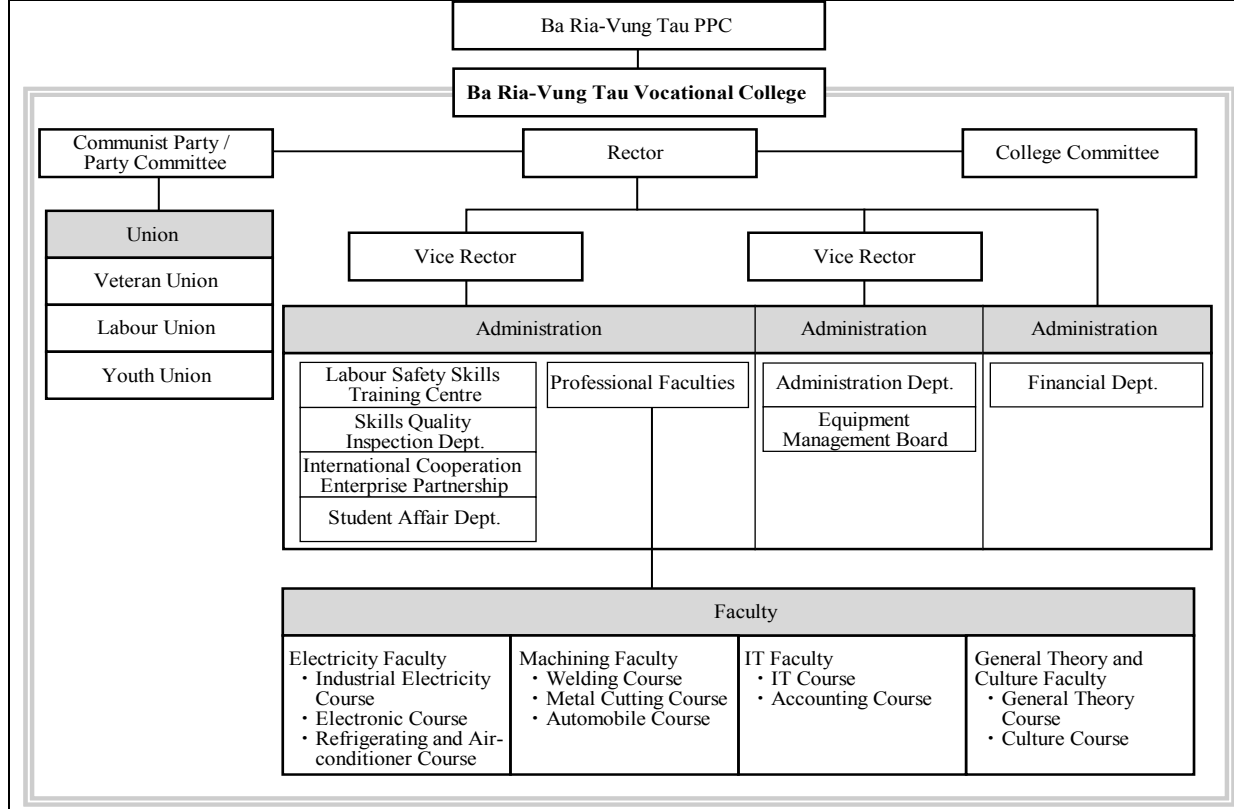 Ba Ria-Vung Tau PPC
Ba Ria-Vung Tau Vocational College
Communist Party /
Party Committee
Rector
College Committee
Union
Veteran Union
Labour Union
Youth Union
Vice Rector
Vice Rector
Administration
Administration
Administration
Labour Safety Skills
Training Centre
Skills Quality
Inspection Dept.
International Cooperation
Enterprise Partnership
Student Affair Dept.
Professional Faculties
Administration Dept.
Equipment
Management Board
Financial Dept.
Faculty
Electricity Faculty
・Industrial Electricity
Course
・Electronic Course
・Refrigerating and Air-
conditioner Course
Machining Faculty
・Welding Course
・Metal Cutting Course
・Automobile Course
IT Faculty
・IT Course
・Accounting Course
General Theory and
Culture Faculty
・General Theory
Course
・Culture Course